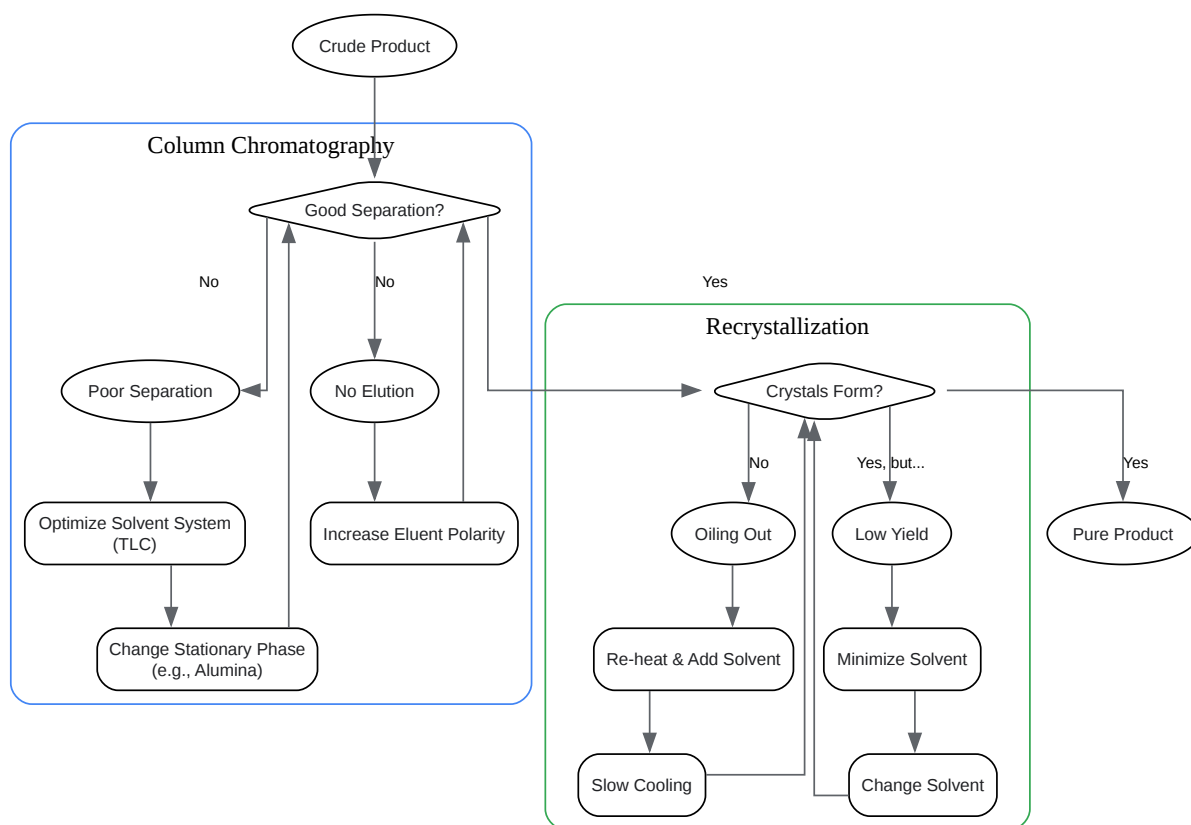 Crude Product
Column Chromatography
Good Separation?
No
No
Yes
Recrystallization
Poor Separation
No Elution
Crystals Form?
No
Yes, but...
Yes
Optimize Solvent System
(TLC)
Increase Eluent Polarity
Oiling Out
Low Yield
Pure Product
Change Stationary Phase
(e.g., Alumina)
Re-heat & Add Solvent
Minimize Solvent
Slow Cooling
Change Solvent